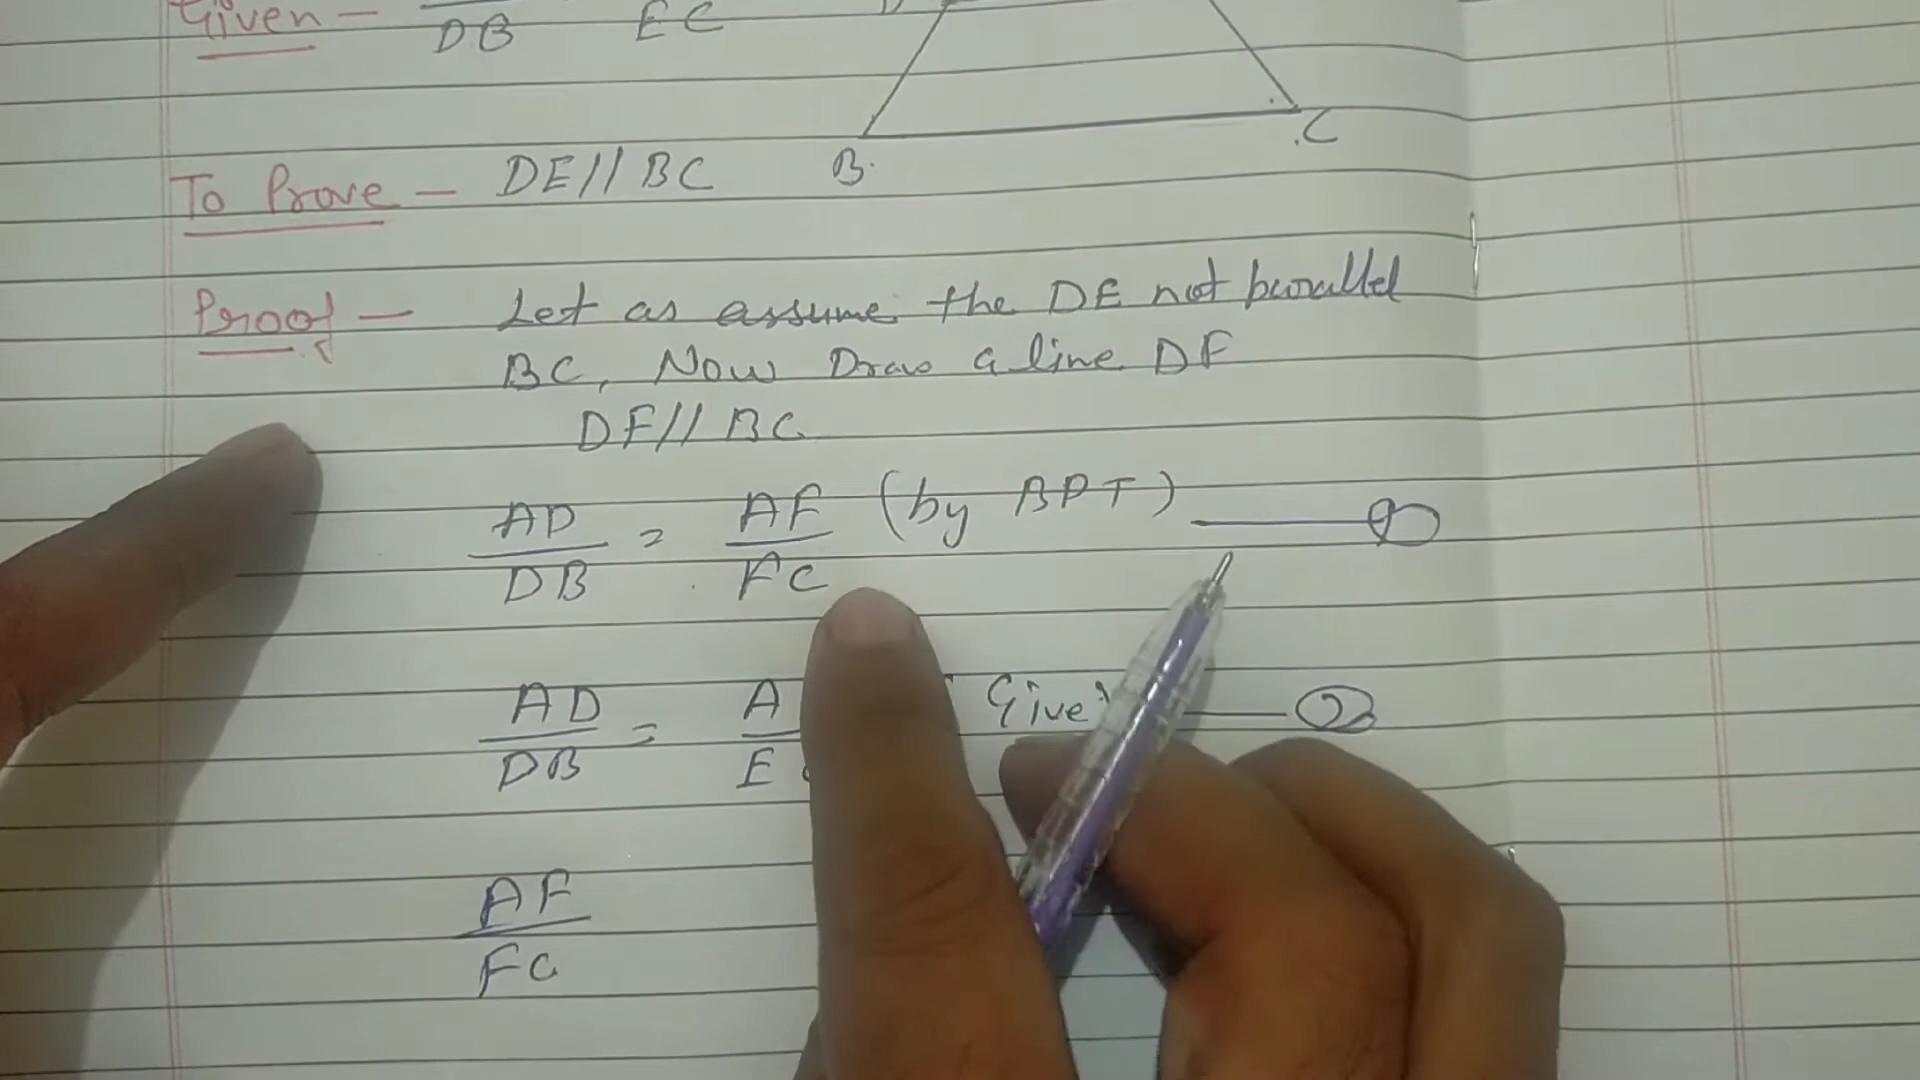 Given -
DB EC
B C
To Prove - DE // BC
Proof - Let as assume the DE not parallel
BC, Now Draw a line DF
DF // BC
AD = AF (by BPT) ——— 1
DB FC
AD = A Give ——— 2
DB E
AF
FC